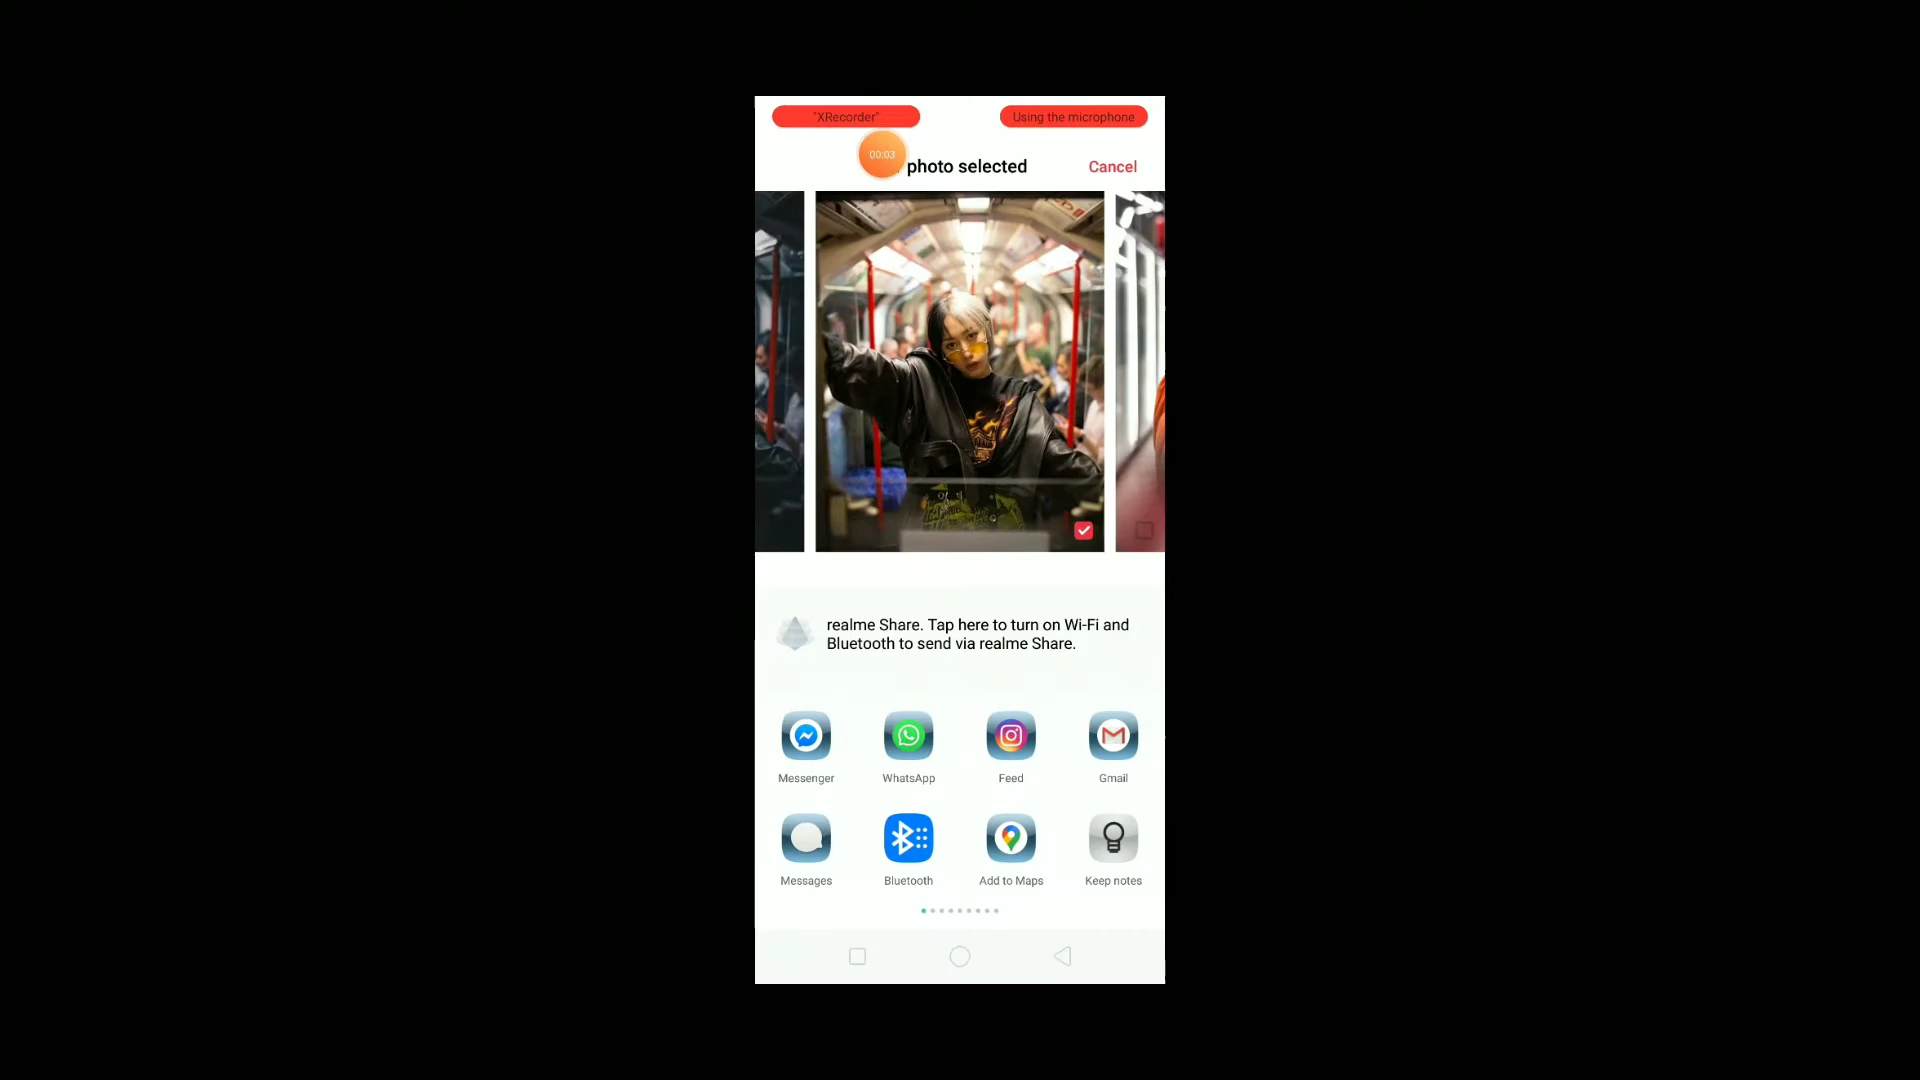 "XRecorder"
Using the microphone
00:03
photo selected
Cancel
realme Share. Tap here to turn on Wi-Fi and
Bluetooth to send via realme Share.
Messenger
WhatsApp
Feed
Gmail
Messages
Bluetooth
Add to Maps
Keep notes